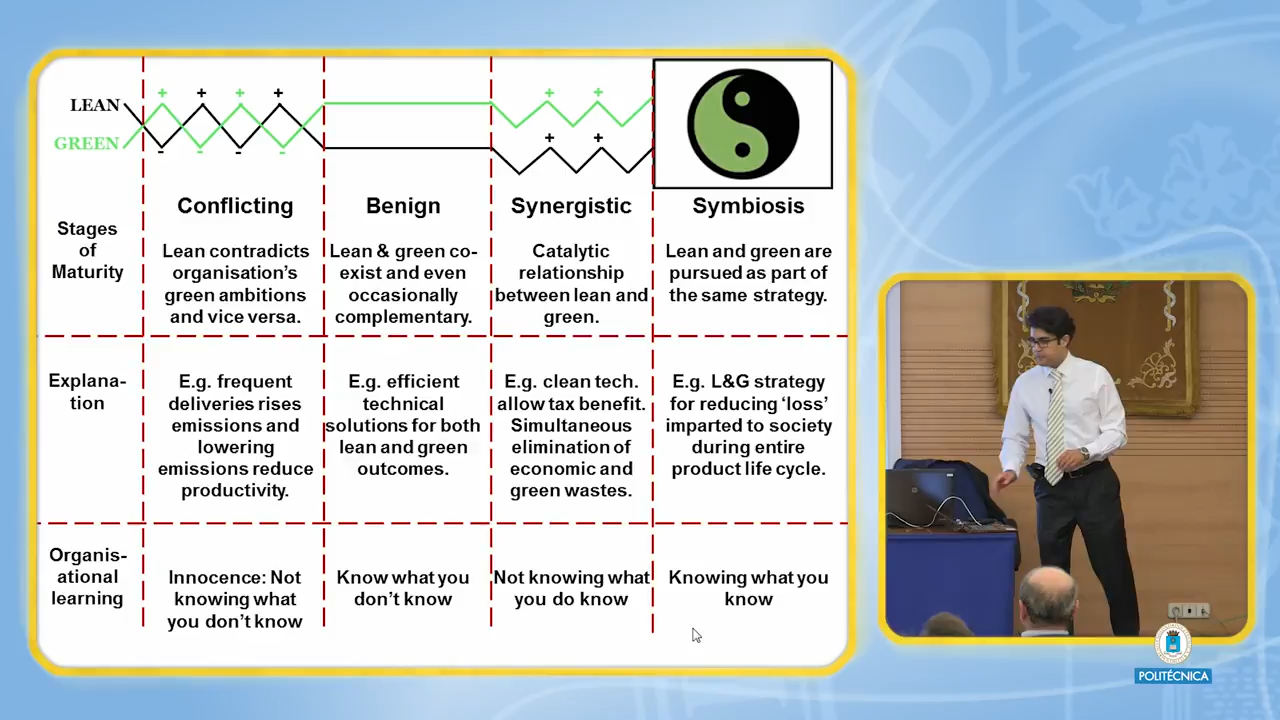 LEAN
GREEN
+ + + +
- - - -
+ +
+ +
Stages
of
Maturity
Conflicting
Lean contradicts
organisation's
green ambitions
and vice versa.
Benign
Lean & green co-
exist and even
occasionally
complementary.
Synergistic
Catalytic
relationship
between lean and
green.
Symbiosis
Lean and green are
pursued as part of
the same strategy.
Explana-
tion
E.g. frequent
deliveries rises
emissions and
lowering
emissions reduce
productivity.
E.g. efficient
technical
solutions for both
lean and green
outcomes.
E.g. clean tech.
allow tax benefit.
Simultaneous
elimination of
economic and
green wastes.
E.g. L&G strategy
for reducing 'loss'
imparted to society
during entire
product life cycle.
Organis-
ational
learning
Innocence: Not
knowing what
you don't know
Know what you
don't know
Not knowing what
you do know
Knowing what you
know
POLITÉCNICA